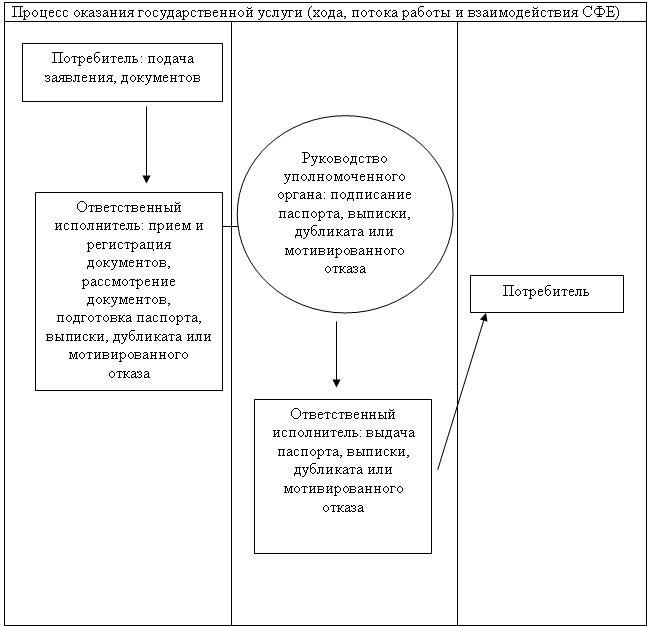 Процесс оказания государственной услуги (хода, потока работы и взаимодействия СФЕ)
Потребитель: подача
заявления, документов
Ответственный
исполнитель: прием и
регистрация
документов,
рассмотрение
документов,
подготовка паспорта,
выписки, дубликата или
мотивированного
отказа
Руководство
уполномоченного
органа: подписание
паспорта, выписки,
дубликата или
мотивированного
отказа
Ответственный
исполнитель: выдача
паспорта, выписки,
дубликата или
мотивированного
отказа
Потребитель